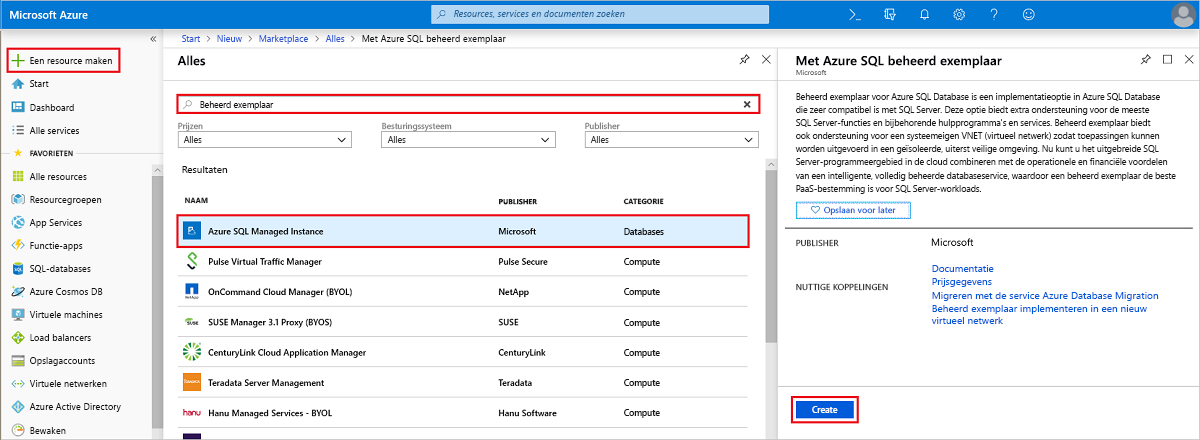 Microsoft Azure
Resources, services en documenten zoeken
Een resource maken
Start
Dashboard
Alle services
FAVORIETEN
Alle resources
Resourcegroepen
App Services
Functie-apps
SQL-databases
Azure Cosmos DB
Virtuele machines
Load balancers
Opslagaccounts
Virtuele netwerken
Azure Active Directory
Bewaken
Start > Nieuw > Marketplace > Alles > Met Azure SQL beheerd exemplaar
Alles
Beheerd exemplaar
Prijzen Besturingssysteem Publisher
Alles Alles Alles
Resultaten
NAAM PUBLISHER CATEGORIE
Azure SQL Managed Instance Microsoft Databases
Pulse Virtual Traffic Manager Pulse Secure Compute
OnCommand Cloud Manager (BYOL) NetApp Compute
SUSE Manager 3.1 Proxy (BYOS) SUSE Compute
CenturyLink Cloud Application Manager CenturyLink Compute
Teradata Server Management Teradata Compute
Hanu Managed Services - BYOL Hanu Software Compute
Met Azure SQL beheerd exemplaar
Microsoft
Beheerd exemplaar voor Azure SQL Database is een implementatieoptie in Azure SQL Database
die zeer compatibel is met SQL Server. Deze optie biedt extra ondersteuning voor de meeste
SQL Server-functies en bijbehorende hulpprogramma's en services. Beheerd exemplaar biedt
ook ondersteuning voor een systeemeigen VNET (virtueel netwerk) zodat toepassingen kunnen
worden uitgevoerd in een geïsoleerde, uiterst veilige omgeving. Nu kunt u het uitgebreide SQL
Server-programmeergebied in de cloud combineren met de operationele en financiële voordelen
van een intelligente, volledig beheerde databaseservice, waardoor een beheerd exemplaar de beste
PaaS-bestemming is voor SQL Server-workloads.
Opslaan voor later
PUBLISHER Microsoft
NUTTIGE KOPPELINGEN
Documentatie
Prijsgegevens
Migreren met de service Azure Database Migration
Beheerd exemplaar implementeren in een nieuw
virtueel netwerk
Create